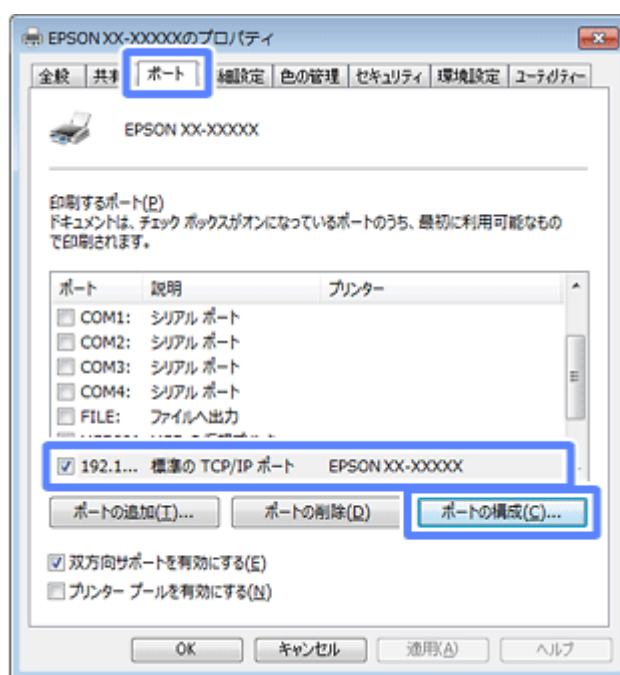 EPSON XX-XXXXXのプロパティ
全般 共有 ポート 詳細設定 色の管理 セキュリティ 環境設定 ユーティリティー
EPSON XX-XXXXX
印刷するポート(P)
ドキュメントは、チェック ボックスがオンになっているポートのうち、最初に利用可能なもの
で印刷されます。
ポート 説明 プリンター
COM1: シリアル ポート
COM2: シリアル ポート
COM3: シリアル ポート
COM4: シリアル ポート
FILE: ファイルへ出力
192.1... 標準の TCP/IP ポート EPSON XX-XXXXX
ポートの追加(T)... ポートの削除(D) ポートの構成(C)...
双方向サポートを有効にする(E)
プリンター プールを有効にする(N)
OK キャンセル 適用(A) ヘルプ